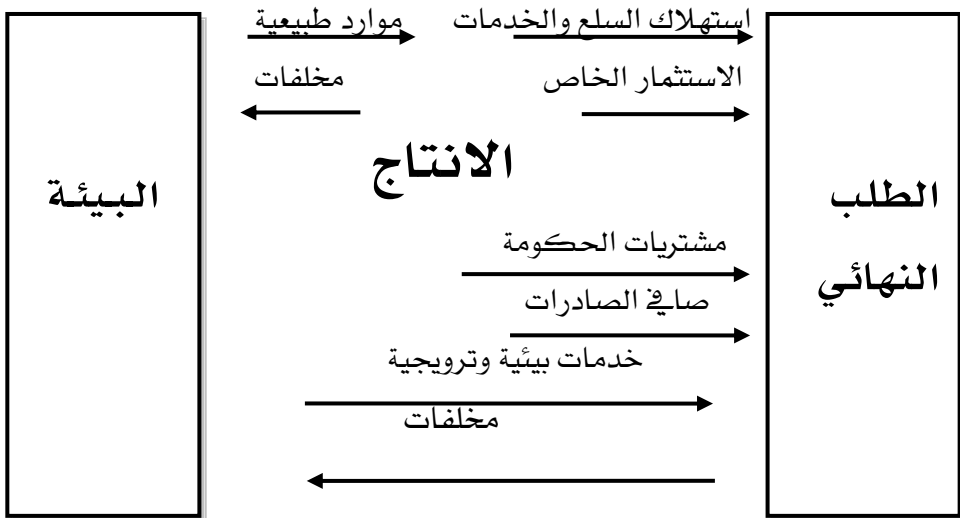 استهلاك السلع والخدمات
موارد طبيعية
الاستثمار الخاص
مخلفات
الانتاج
الطلب
النهائي
البيئة
مشتريات الحكومة
صافي الصادرات
خدمات بيئية وترويجية
مخلفات